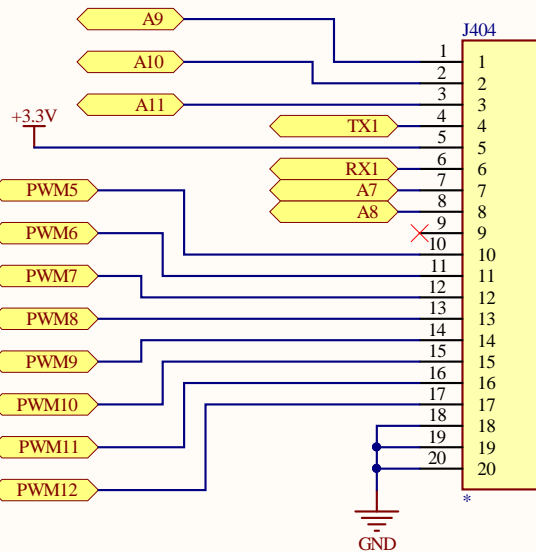 J404
A9
1 1
A10
2 2
A11
3 3
+3.3V
TX1
4 4
5 5
RX1
6 6
PWM5
A7
7 7
A8
8 8
PWM6
9 9
10 10
PWM7
11 11
12 12
PWM8
13 13
14 14
PWM9
15 15
PWM10
16 16
17 17
PWM11
18 18
19 19
PWM12
20 20
*
GND